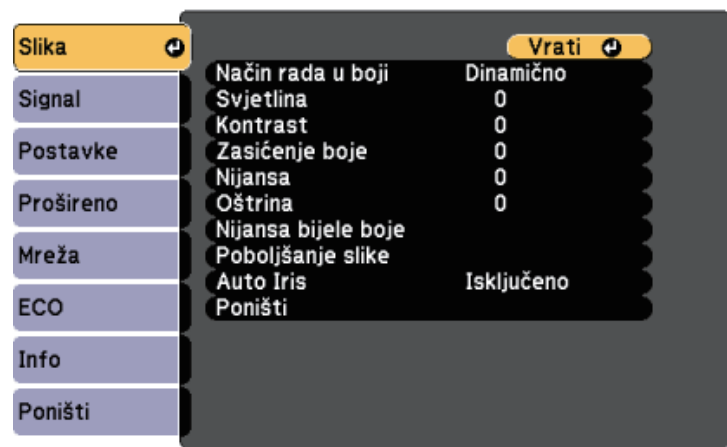 Slika
Signal
Postavke
Prošireno
Mreža
ECO
Info
Poništi
Vrati
Način rada u boji Dinamično
Svjetlina 0
Kontrast 0
Zasićenje boje 0
Nijansa 0
Oštrina 0
Nijansa bijele boje
Poboljšanje slike
Auto Iris Isključeno
Poništi